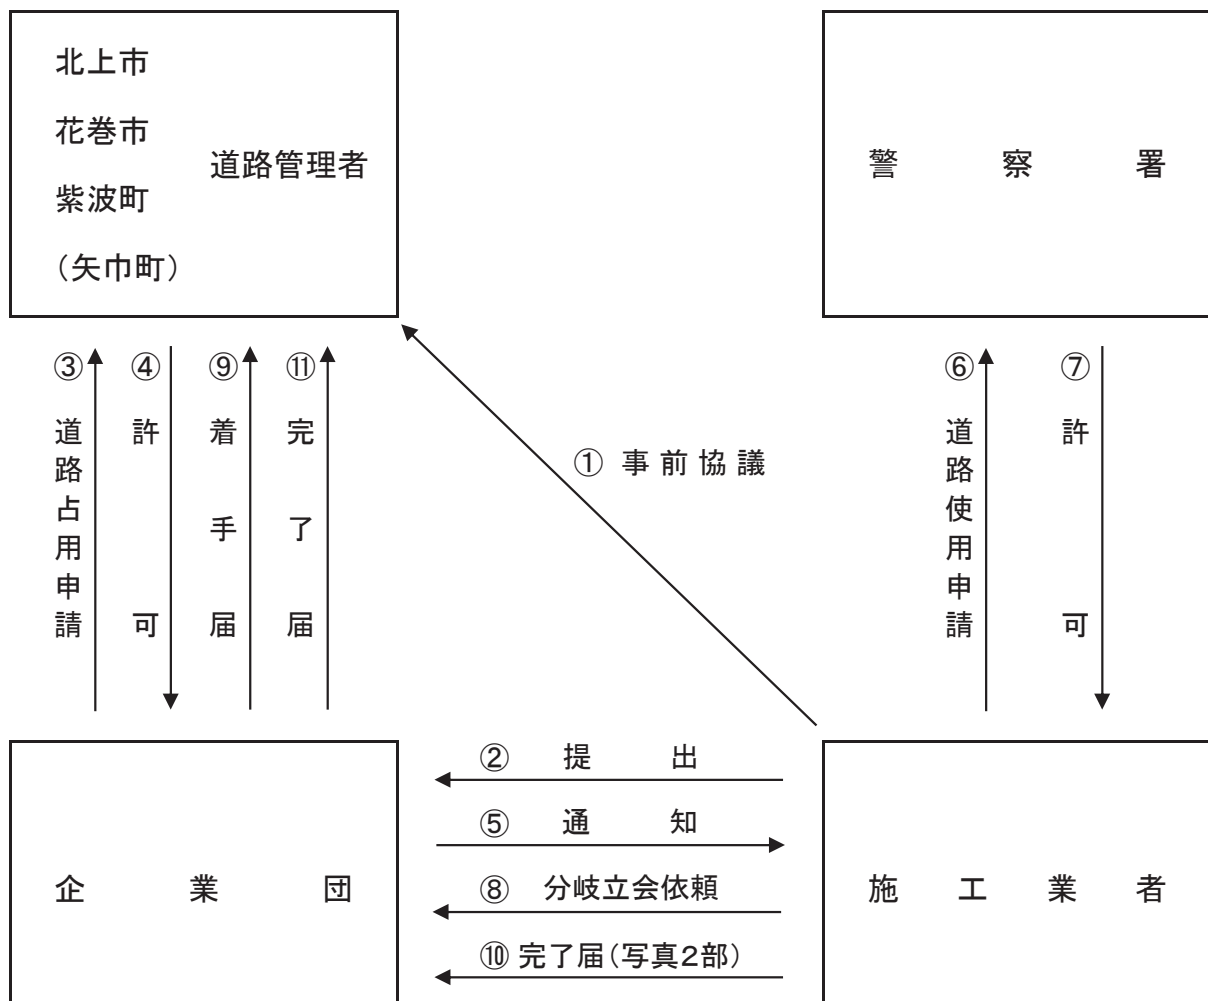 北上市
花巻市
紫波町
(矢巾町)
道路管理者
警察署
③ 道路占用申請
④ 許可
⑨ 着手届
⑪ 完了届
① 事前協議
⑥ 道路使用申請
⑦ 許可
② 提出
⑤ 通知
⑧ 分岐立会依頼
⑩ 完了届(写真2部)
企業団
施工業者